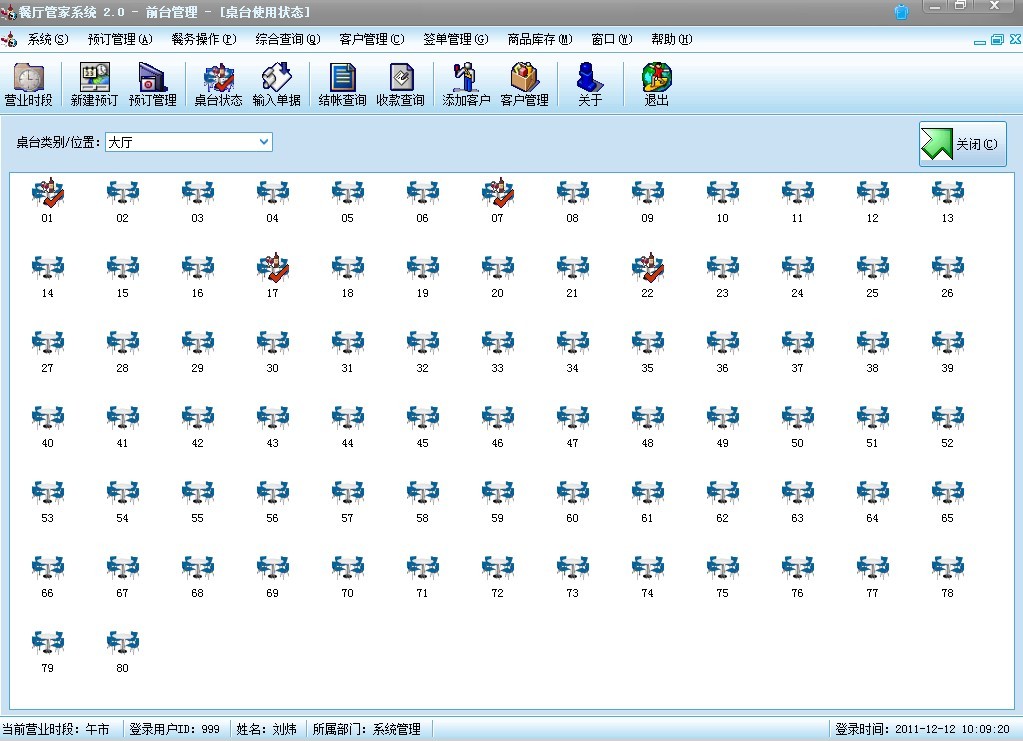 餐厅管家系统 2.0 - 前台管理 - [桌台使用状态]
系统(S) 预订管理(A) 餐务操作(P) 综合查询(Q) 客户管理(C) 签单管理(G) 商品库存(M) 窗口(W) 帮助(H)
营业时段 新建预订 预订管理 桌台状态 输入单据 结帐查询 收款查询 添加客户 客户管理 关于 退出
桌台类别/位置: 大厅 关闭(C)
01 02 03 04 05 06 07 08 09 10 11 12 13
14 15 16 17 18 19 20 21 22 23 24 25 26
27 28 29 30 31 32 33 34 35 36 37 38 39
40 41 42 43 44 45 46 47 48 49 50 51 52
53 54 55 56 57 58 59 60 61 62 63 64 65
66 67 68 69 70 71 72 73 74 75 76 77 78
79 80
当前营业时段: 午市 登录用户ID: 999 姓名: 刘炜 所属部门: 系统管理 登录时间: 2011-12-12 10:09:20